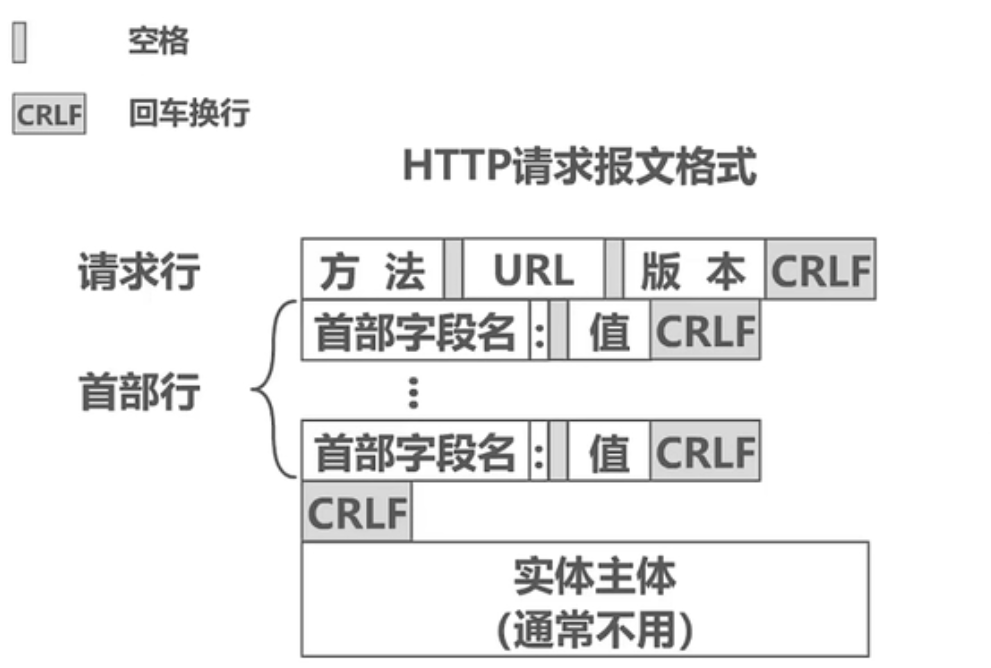 空格
CRLF 回车换行
HTTP请求报文格式
请求行 方 法 URL 版 本 CRLF
首部字段名 : 值 CRLF
首部行 ⋮
首部字段名 : 值 CRLF
CRLF
实体主体
(通常不用)